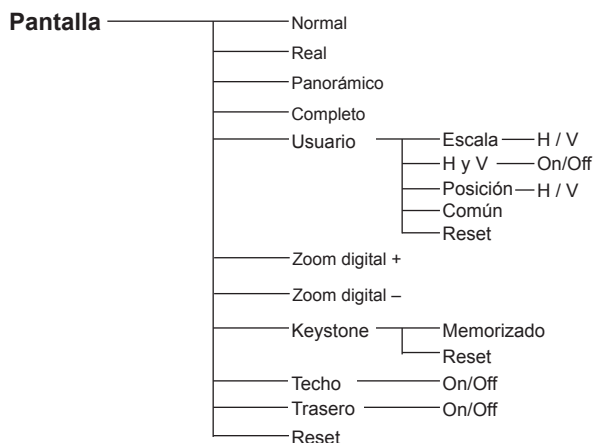 Pantalla
Normal
Real
Panorámico
Completo
Usuario
Escala H / V
H y V On/Off
Posición H / V
Común
Reset
Zoom digital +
Zoom digital –
Keystone
Memorizado
Reset
Techo On/Off
Trasero On/Off
Reset